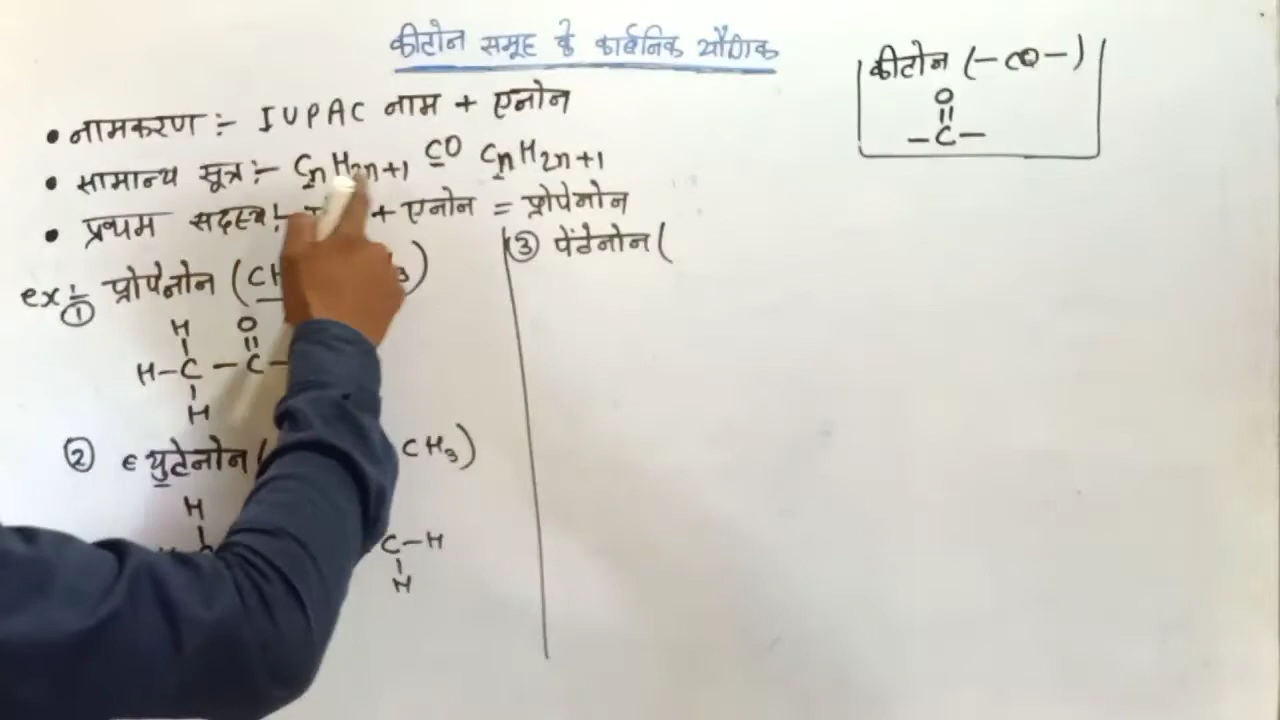 कीटोन समूह के कार्बनिक यौगिक
कीटोन (-CO-)
O
-C-
• नामकरण :- IUPAC नाम + एनोन
• सामान्य सूत्र :- CnH2n+1 CO CnH2n+1
• प्रथम सदस्य :- + एनोन = प्रोपेनोन
ex :- ① प्रोपेनोन (CH 3)
H O
H-C-C-
H
② ब्युटेनोन ( CH3)
H
C-H
H
③ पेंटेनोन (